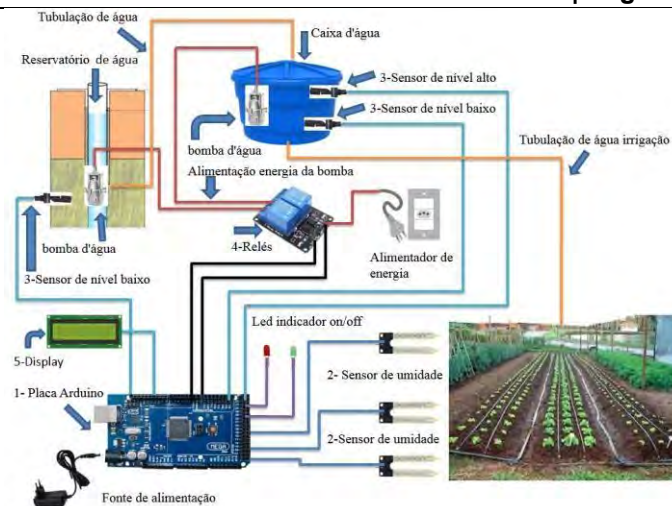 Tubulação de água
Caixa d'água
Reservatório de água
3-Sensor de nível alto
3-Sensor de nível baixo
bomba d'água
Tubulação de água irrigação
Alimentação energia da bomba
4-Relés
bomba d'água
Alimentador de
energia
3-Sensor de nível baixo
Led indicador on/off
5-Display
2- Sensor de umidade
1- Placa Arduino
2-Sensor de umidade
MEGA
Fonte de alimentação